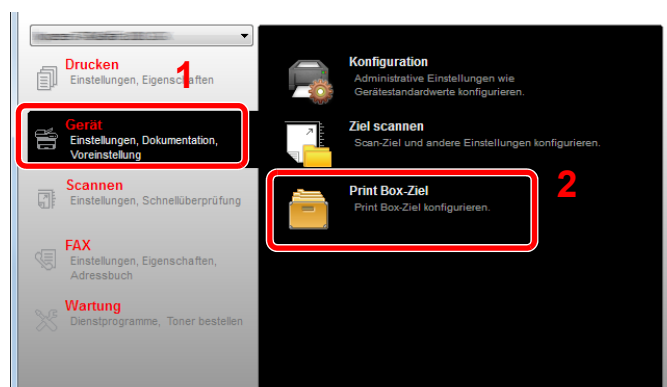 Drucken
Einstellungen, Eigenschaften
1
Gerät
Einstellungen, Dokumentation,
Voreinstellung
Scannen
Einstellungen, Schnellüberprüfung
FAX
Einstellungen, Eigenschaften,
Adressbuch
Wartung
Dienstprogramme, Toner bestellen
Konfiguration
Administrative Einstellungen wie
Gerätestandardwerte konfigurieren.
Ziel scannen
Scan-Ziel und andere Einstellungen konfigurieren.
Print Box-Ziel
Print Box-Ziel konfigurieren.
2